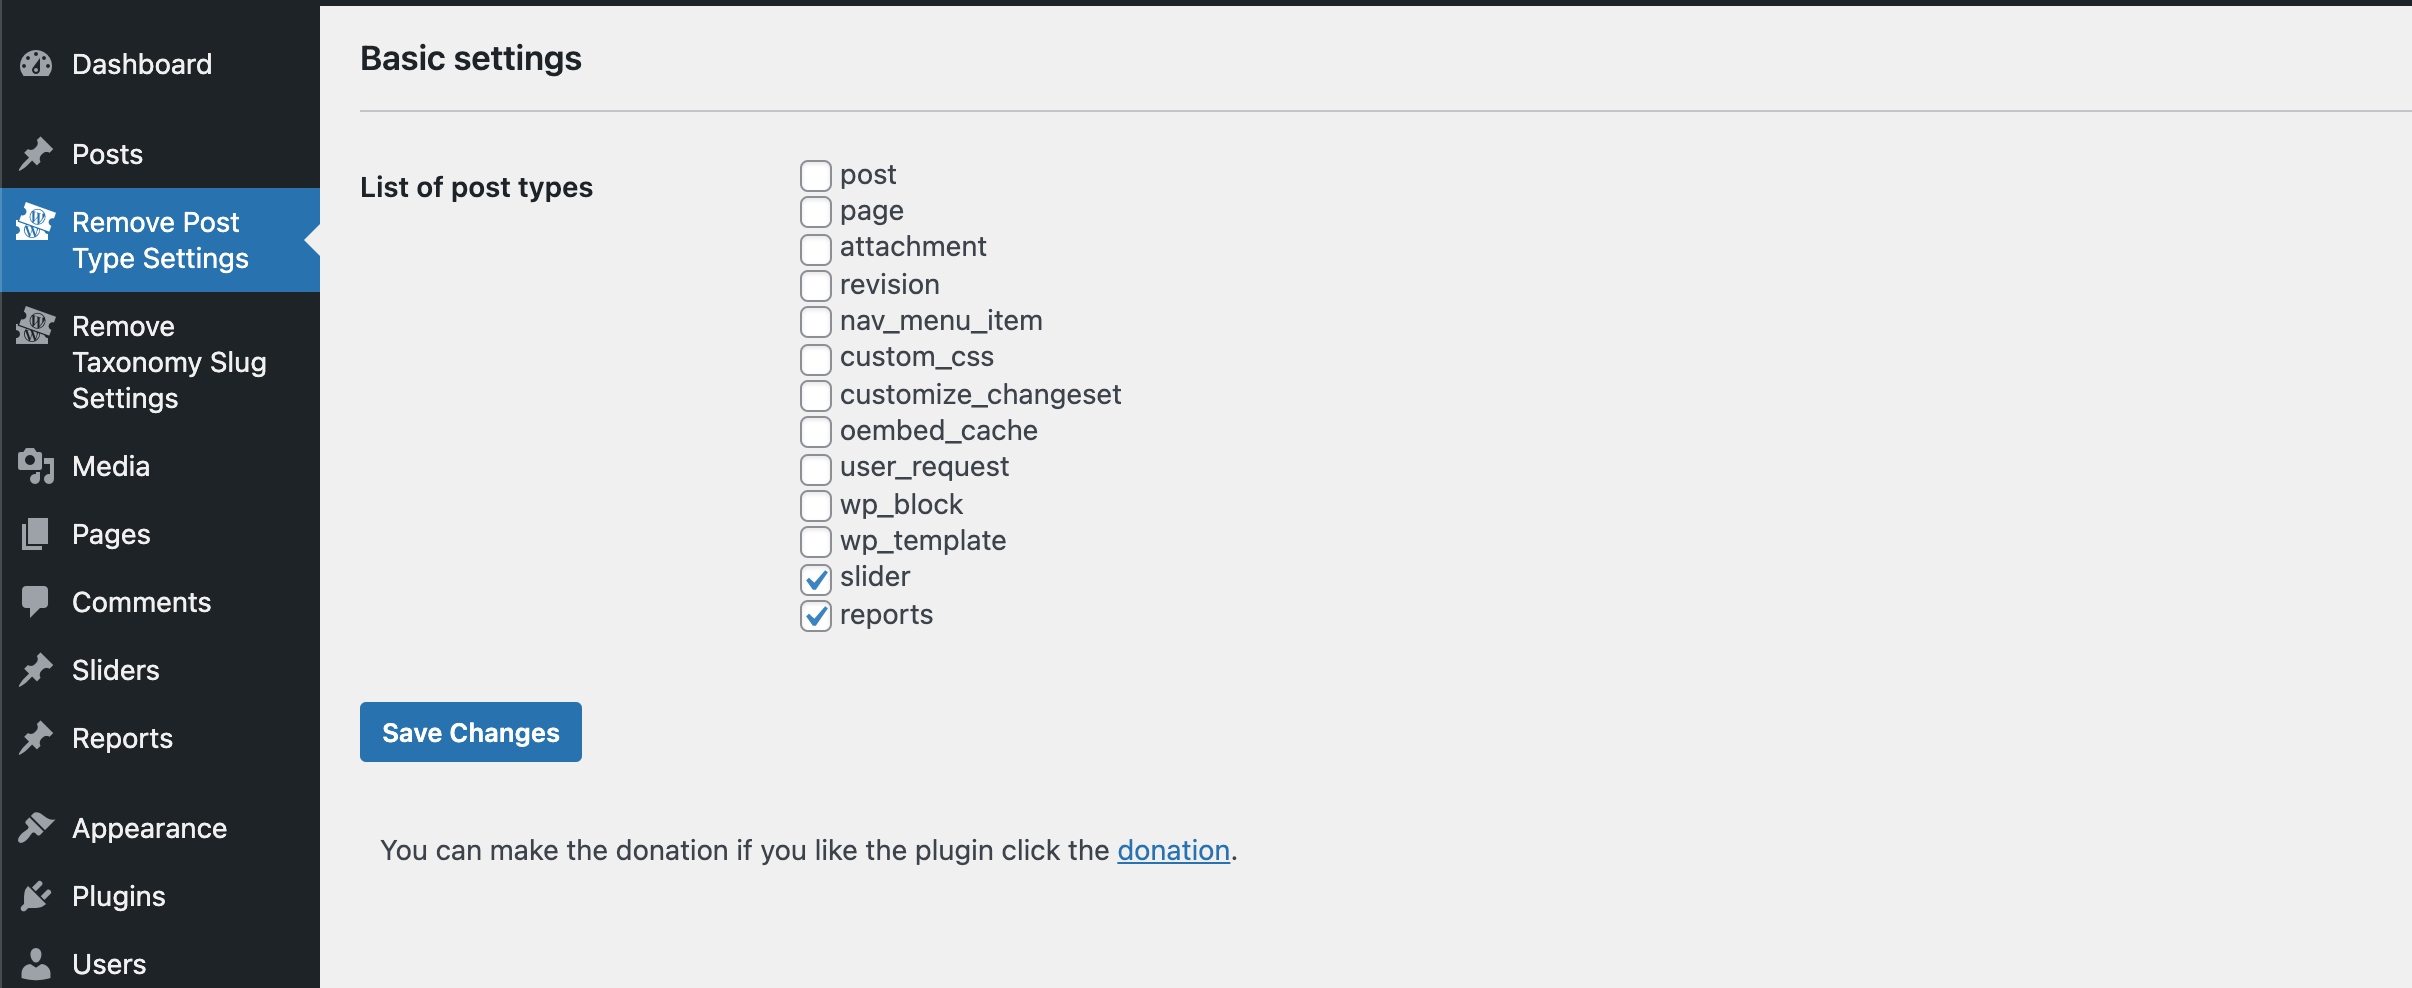 Dashboard
Posts
Remove Post
Type Settings
Remove
Taxonomy Slug
Settings
Media
Pages
Comments
Sliders
Reports
Appearance
Plugins
Users
Basic settings
List of post types
post
page
attachment
revision
nav_menu_item
custom_css
customize_changeset
oembed_cache
user_request
wp_block
wp_template
slider
reports
Save Changes
You can make the donation if you like the plugin click the donation.